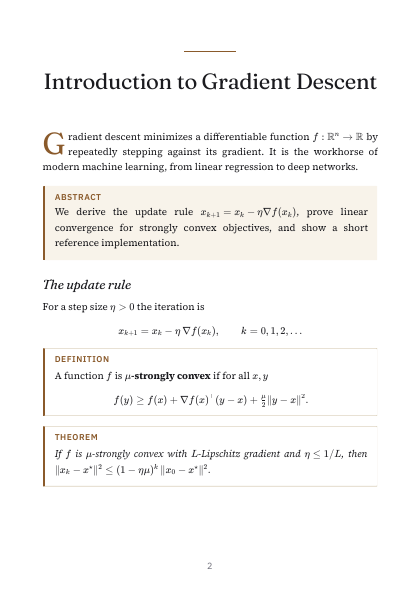 Introduction to Gradient Descent
Gradient descent minimizes a differentiable function f : ℝⁿ → ℝ by
repeatedly stepping against its gradient. It is the workhorse of
modern machine learning, from linear regression to deep networks.
ABSTRACT
We derive the update rule xₖ₊₁ = xₖ − η∇f(xₖ), prove linear
convergence for strongly convex objectives, and show a short
reference implementation.
The update rule
For a step size η > 0 the iteration is
xₖ₊₁ = xₖ − η ∇f(xₖ), k = 0, 1, 2, . . .
DEFINITION
A function f is μ-strongly convex if for all x, y
f(y) ≥ f(x) + ∇f(x)ᵀ(y − x) + μ/2 ‖y − x‖².
THEOREM
If f is μ-strongly convex with L-Lipschitz gradient and η ≤ 1/L, then
‖xₖ − x*‖² ≤ (1 − ημ)ᵏ ‖x₀ − x*‖².
2